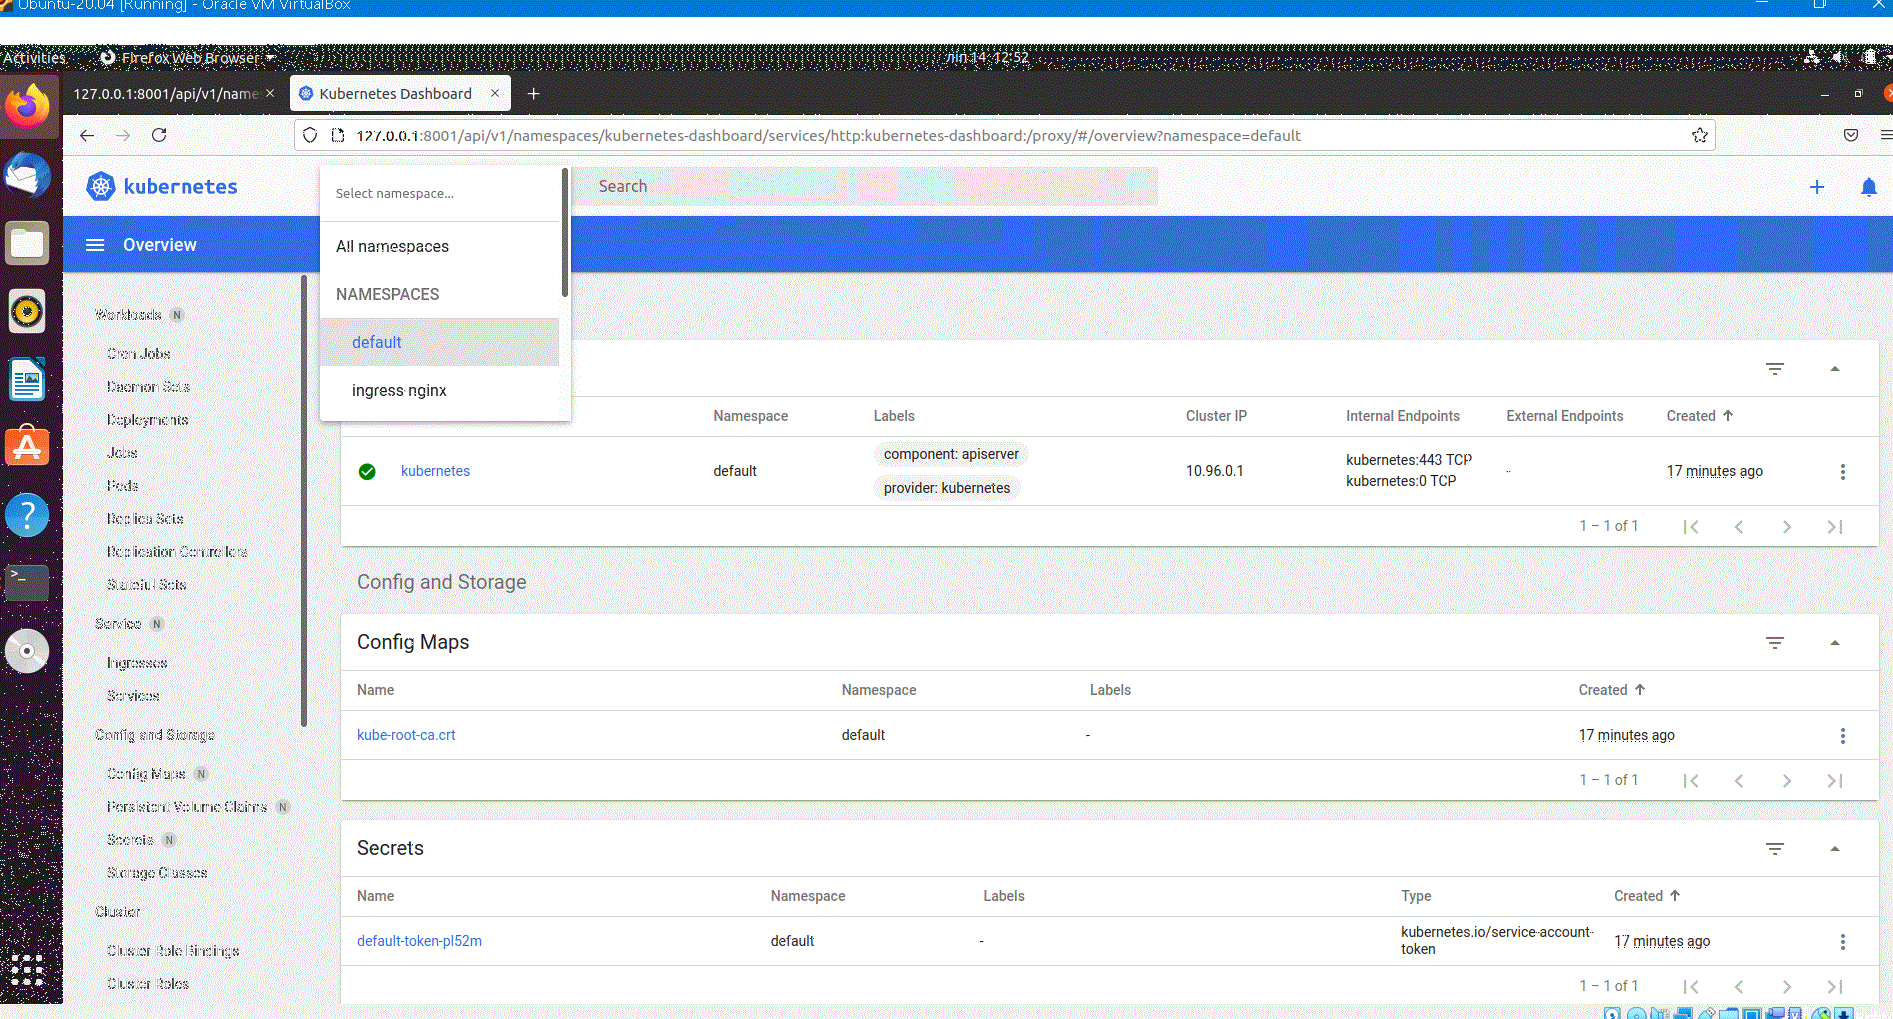 Ubuntu-20.04 [Running] - Oracle VM VirtualBox
Activities
Firefox Web Browser
лип 14 12:52
127.0.0.1:8001/api/v1/name
Kubernetes Dashboard
127.0.0.1:8001/api/v1/namespaces/kubernetes-dashboard/services/http:kubernetes-dashboard:/proxy/#/overview?namespace=default
kubernetes
Select namespace...
Search
Overview
All namespaces
NAMESPACES
default
ingress-nginx
Workloads N
Cron Jobs
Daemon Sets
Deployments
Jobs
Pods
Replica Sets
Replication Controllers
Stateful Sets
Service N
Ingresses
Services
Config and Storage
Config Maps N
Persistent Volume Claims N
Secrets N
Storage Classes
Cluster
Cluster Role Bindings
Cluster Roles
Namespace Labels Cluster IP Internal Endpoints External Endpoints Created
kubernetes default component: apiserver provider: kubernetes 10.96.0.1 kubernetes:443 TCP kubernetes:0 TCP - 17 minutes ago
1 – 1 of 1
Config and Storage
Config Maps
Name Namespace Labels Created
kube-root-ca.crt default - 17 minutes ago
1 – 1 of 1
Secrets
Name Namespace Labels Type Created
default-token-pl52m default - kubernetes.io/service-account-token 17 minutes ago
1 – 1 of 1